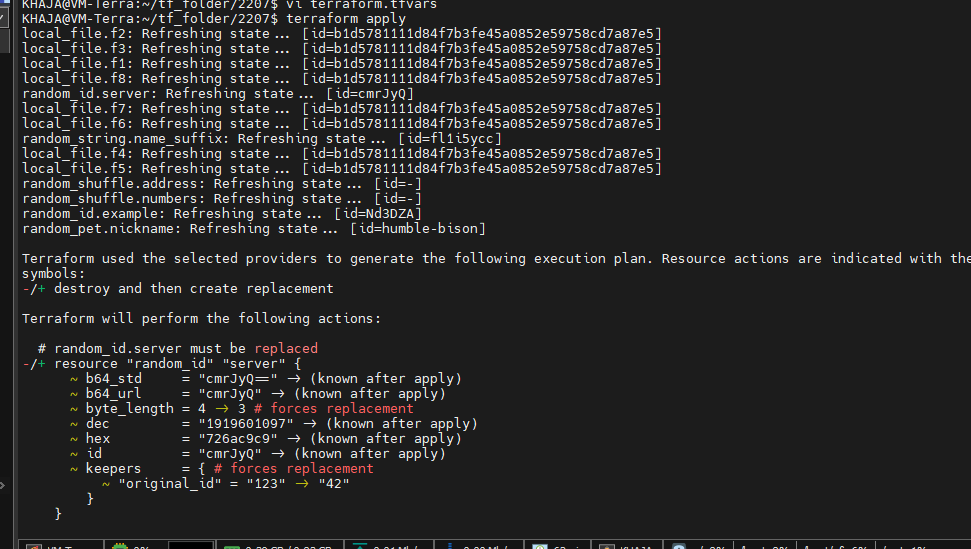 KHAJA@VM-Terra:~/tf_folder/2207$ vi terraform.tfvars
KHAJA@VM-Terra:~/tf_folder/2207$ terraform apply
local_file.f2: Refreshing state... [id=b1d5781111d84f7b3fe45a0852e59758cd7a87e5]
local_file.f3: Refreshing state... [id=b1d5781111d84f7b3fe45a0852e59758cd7a87e5]
local_file.f1: Refreshing state... [id=b1d5781111d84f7b3fe45a0852e59758cd7a87e5]
local_file.f8: Refreshing state... [id=b1d5781111d84f7b3fe45a0852e59758cd7a87e5]
random_id.server: Refreshing state... [id=cmrJyQ]
local_file.f7: Refreshing state... [id=b1d5781111d84f7b3fe45a0852e59758cd7a87e5]
local_file.f6: Refreshing state... [id=b1d5781111d84f7b3fe45a0852e59758cd7a87e5]
random_string.name_suffix: Refreshing state... [id=fl1i5ycc]
local_file.f4: Refreshing state... [id=b1d5781111d84f7b3fe45a0852e59758cd7a87e5]
local_file.f5: Refreshing state... [id=b1d5781111d84f7b3fe45a0852e59758cd7a87e5]
random_shuffle.address: Refreshing state... [id=-]
random_shuffle.numbers: Refreshing state... [id=-]
random_id.example: Refreshing state... [id=Nd3DZA]
random_pet.nickname: Refreshing state... [id=humble-bison]
Terraform used the selected providers to generate the following execution plan. Resource actions are indicated with the
symbols:
-/+ destroy and then create replacement
Terraform will perform the following actions:
# random_id.server must be replaced
-/+ resource "random_id" "server" {
~ b64_std = "cmrJyQ==" -> (known after apply)
~ b64_url = "cmrJyQ" -> (known after apply)
~ byte_length = 4 -> 3 # forces replacement
~ dec = "1919601097" -> (known after apply)
~ hex = "726ac9c9" -> (known after apply)
~ id = "cmrJyQ" -> (known after apply)
~ keepers = { # forces replacement
~ "original_id" = "123" -> "42"
}
}